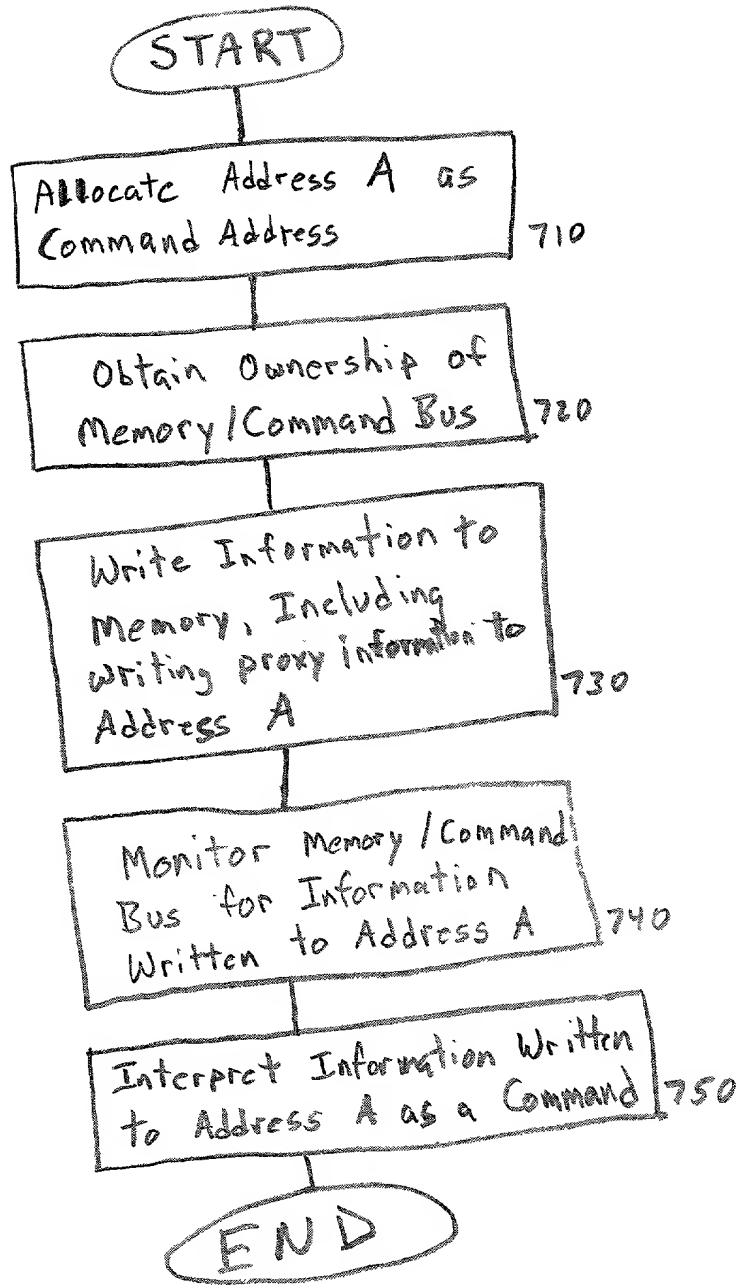 START
Allocate Address A as
Command Address
710
Obtain Ownership of
Memory/Command Bus
720
Write Information to
Memory, Including
writing proxy information to
Address A
730
Monitor Memory/Command
Bus for Information
Written to Address A
740
Interpret Information Written
to Address A as a Command
750
END